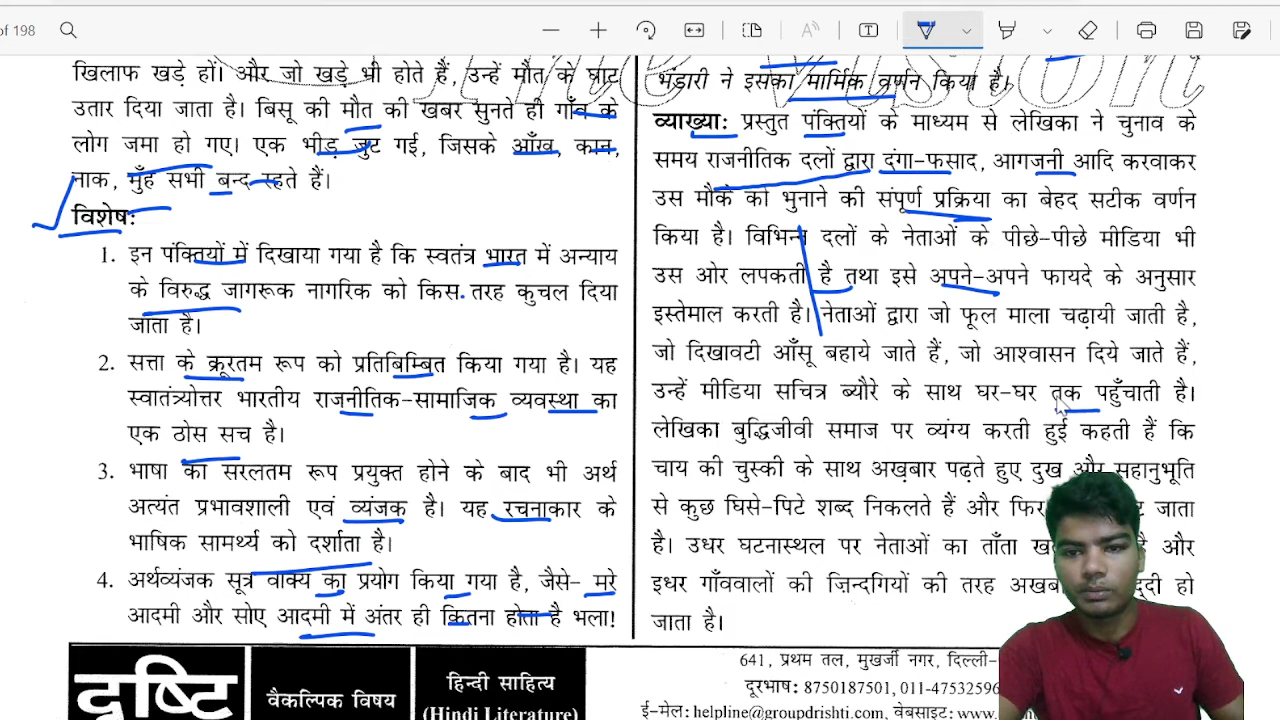 of 198
खिलाफ खड़े हों। और जो खड़े भी होते हैं, उन्हें मौत के घाट
उतार दिया जाता है। बिसू की मौत की खबर सुनते ही गाँव के
लोग जमा हो गए। एक भीड़ जुट गई, जिसके आँख, कान,
नाक, मुँह सभी बन्द रहते हैं।
विशेषः
1. इन पंक्तियों में दिखाया गया है कि स्वतंत्र भारत में अन्याय
के विरुद्ध जागरूक नागरिक को किस तरह कुचल दिया
जाता है।
2. सत्ता के क्रूरतम रूप को प्रतिबिम्बित किया गया है। यह
स्वातंत्र्योत्तर भारतीय राजनीतिक-सामाजिक व्यवस्था का
एक ठोस सच है।
3. भाषा का सरलतम रूप प्रयुक्त होने के बाद भी अर्थ
अत्यंत प्रभावशाली एवं व्यंजक है। यह रचनाकार के
भाषिक सामर्थ्य को दर्शाता है।
4. अर्थव्यंजक सूत्र वाक्य का प्रयोग किया गया है, जैसे- मरे
आदमी और सोए आदमी में अंतर ही कितना होता है भला!
the Vision
भंडारी ने इसका मार्मिक वर्णन किया है।
व्याख्याः प्रस्तुत पंक्तियों के माध्यम से लेखिका ने चुनाव के
समय राजनीतिक दलों द्वारा दंगा-फसाद, आगजनी आदि करवाकर
उस मौके को भुनाने की संपूर्ण प्रक्रिया का बेहद सटीक वर्णन
किया है। विभिन्न दलों के नेताओं के पीछे-पीछे मीडिया भी
उस ओर लपकती है तथा इसे अपने-अपने फायदे के अनुसार
इस्तेमाल करती है। नेताओं द्वारा जो फूल माला चढ़ायी जाती है,
जो दिखावटी आँसू बहाये जाते हैं, जो आश्वासन दिये जाते हैं,
उन्हें मीडिया सचित्र ब्यौरे के साथ घर-घर तक पहुँचाती है।
लेखिका बुद्धिजीवी समाज पर व्यंग्य करती हुई कहती हैं कि
चाय की चुस्की के साथ अख़बार पढ़ते हुए दुख और सहानुभूति
से कुछ घिसे-पिटे शब्द निकलते हैं और फिर जाता
है। उधर घटनास्थल पर नेताओं का ताँता है और
इधर गाँववालों की ज़िन्दगियों की तरह हो
जाता है।
दृष्टि
वैकल्पिक विषय
हिन्दी साहित्य
(Hindi Literature)
641, प्रथम तल, मुखर्जी नगर, दिल्ली-
दूरभाष: 8750187501, 011-47532596
ई-मेल: helpline@groupdrishti.com, वेबसाइट: www.